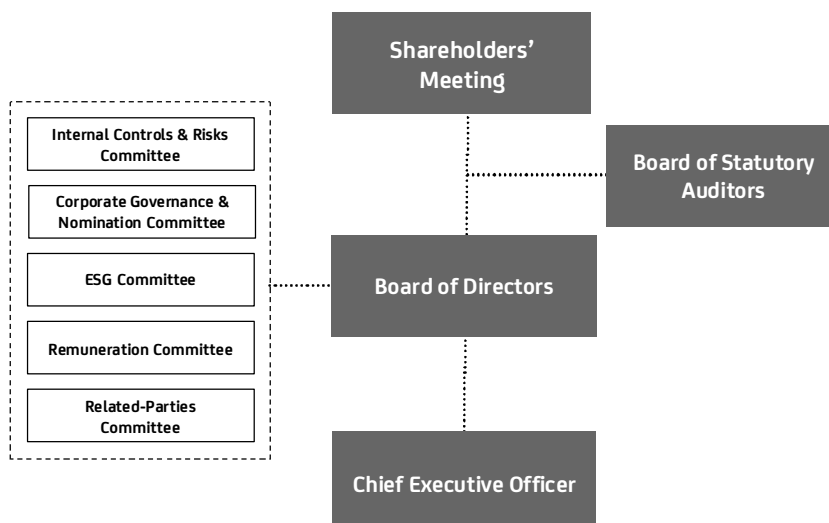 Shareholders’
Meeting
Internal Controls & Risks
Committee
Board of Statutory
Auditors
Corporate Governance &
Nomination Committee
ESG Committee
Board of Directors
Remuneration Committee
Related-Parties
Committee
Chief Executive Officer